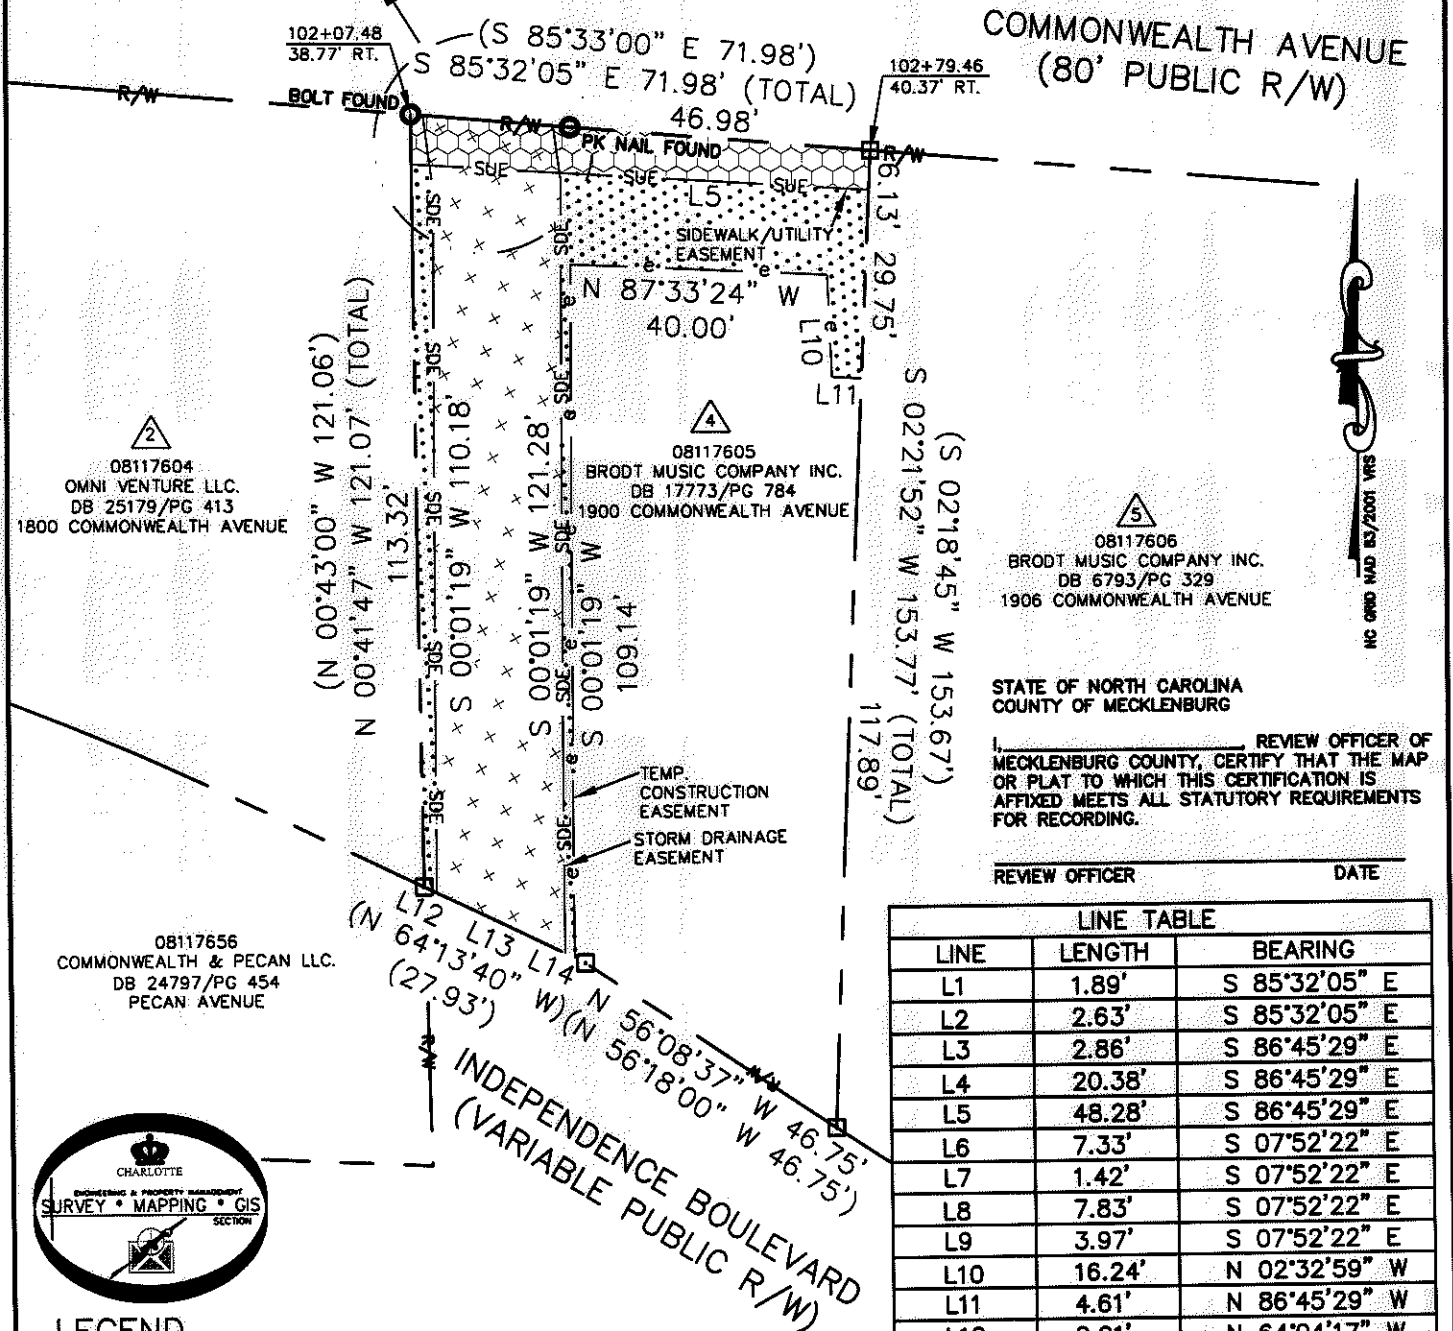 102+07.48
38.77' RT.
(S 85°33'00" E 71.98')
S 85°32'05" E 71.98' (TOTAL)
46.98'
102+79.46
40.37' RT.
COMMONWEALTH AVENUE
(80' PUBLIC R/W)
R/W
BOLT FOUND
R/W
PK NAIL FOUND
R/W
SUE
SUE
SUE
L5
6.13'
SIDEWALK/UTILITY
EASEMENT
29.75'
SDE
SDE
e
e
N 87°33'24" W
40.00'
L10
e
L11
e
(N 00°43'00" W 121.06')
N 00°41'47" W 121.07' (TOTAL)
113.32'
SDE
SDE
SDE
SDE
S 00°01'19" W 110.18'
S 00°01'19" W 121.28'
SDE
SDE
SDE
SDE
e
e
e
e
e
S 00°01'19" W
109.14'
S 02°21'52" W 153.77' (TOTAL)
(S 02°18'45" W 153.67')
117.89'
2
08117604
OMNI VENTURE LLC.
DB 25179/PG 413
1800 COMMONWEALTH AVENUE
4
08117605
BRODT MUSIC COMPANY INC.
DB 17773/PG 784
1900 COMMONWEALTH AVENUE
5
08117606
BRODT MUSIC COMPANY INC.
DB 6793/PG 329
1906 COMMONWEALTH AVENUE
NC GRID NAD 83/2001 VRS
STATE OF NORTH CAROLINA
COUNTY OF MECKLENBURG
I,____________________, REVIEW OFFICER OF
MECKLENBURG COUNTY, CERTIFY THAT THE MAP
OR PLAT TO WHICH THIS CERTIFICATION IS
AFFIXED MEETS ALL STATUTORY REQUIREMENTS
FOR RECORDING.
REVIEW OFFICER DATE
TEMP.
CONSTRUCTION
EASEMENT
STORM DRAINAGE
EASEMENT
L12 L13 L14
(N 64°13'40" W)
(27.93')
N 56°08'37" W 46.75'
(N 56°18'00" W 46.75')
R/W
R/W
08117656
COMMONWEALTH & PECAN LLC.
DB 24797/PG 454
PECAN AVENUE
INDEPENDENCE BOULEVARD
(VARIABLE PUBLIC R/W)
CHARLOTTE
ENGINEERING & PROPERTY MANAGEMENT
SURVEY * MAPPING * GIS
SECTION
LEGEND
LINE TABLE
LINE LENGTH BEARING
L1 1.89' S 85°32'05" E
L2 2.63' S 85°32'05" E
L3 2.86' S 86°45'29" E
L4 20.38' S 86°45'29" E
L5 48.28' S 86°45'29" E
L6 7.33' S 07°52'22" E
L7 1.42' S 07°52'22" E
L8 7.83' S 07°52'22" E
L9 3.97' S 07°52'22" E
L10 16.24' N 02°32'59" W
L11 4.61' N 86°45'29" W